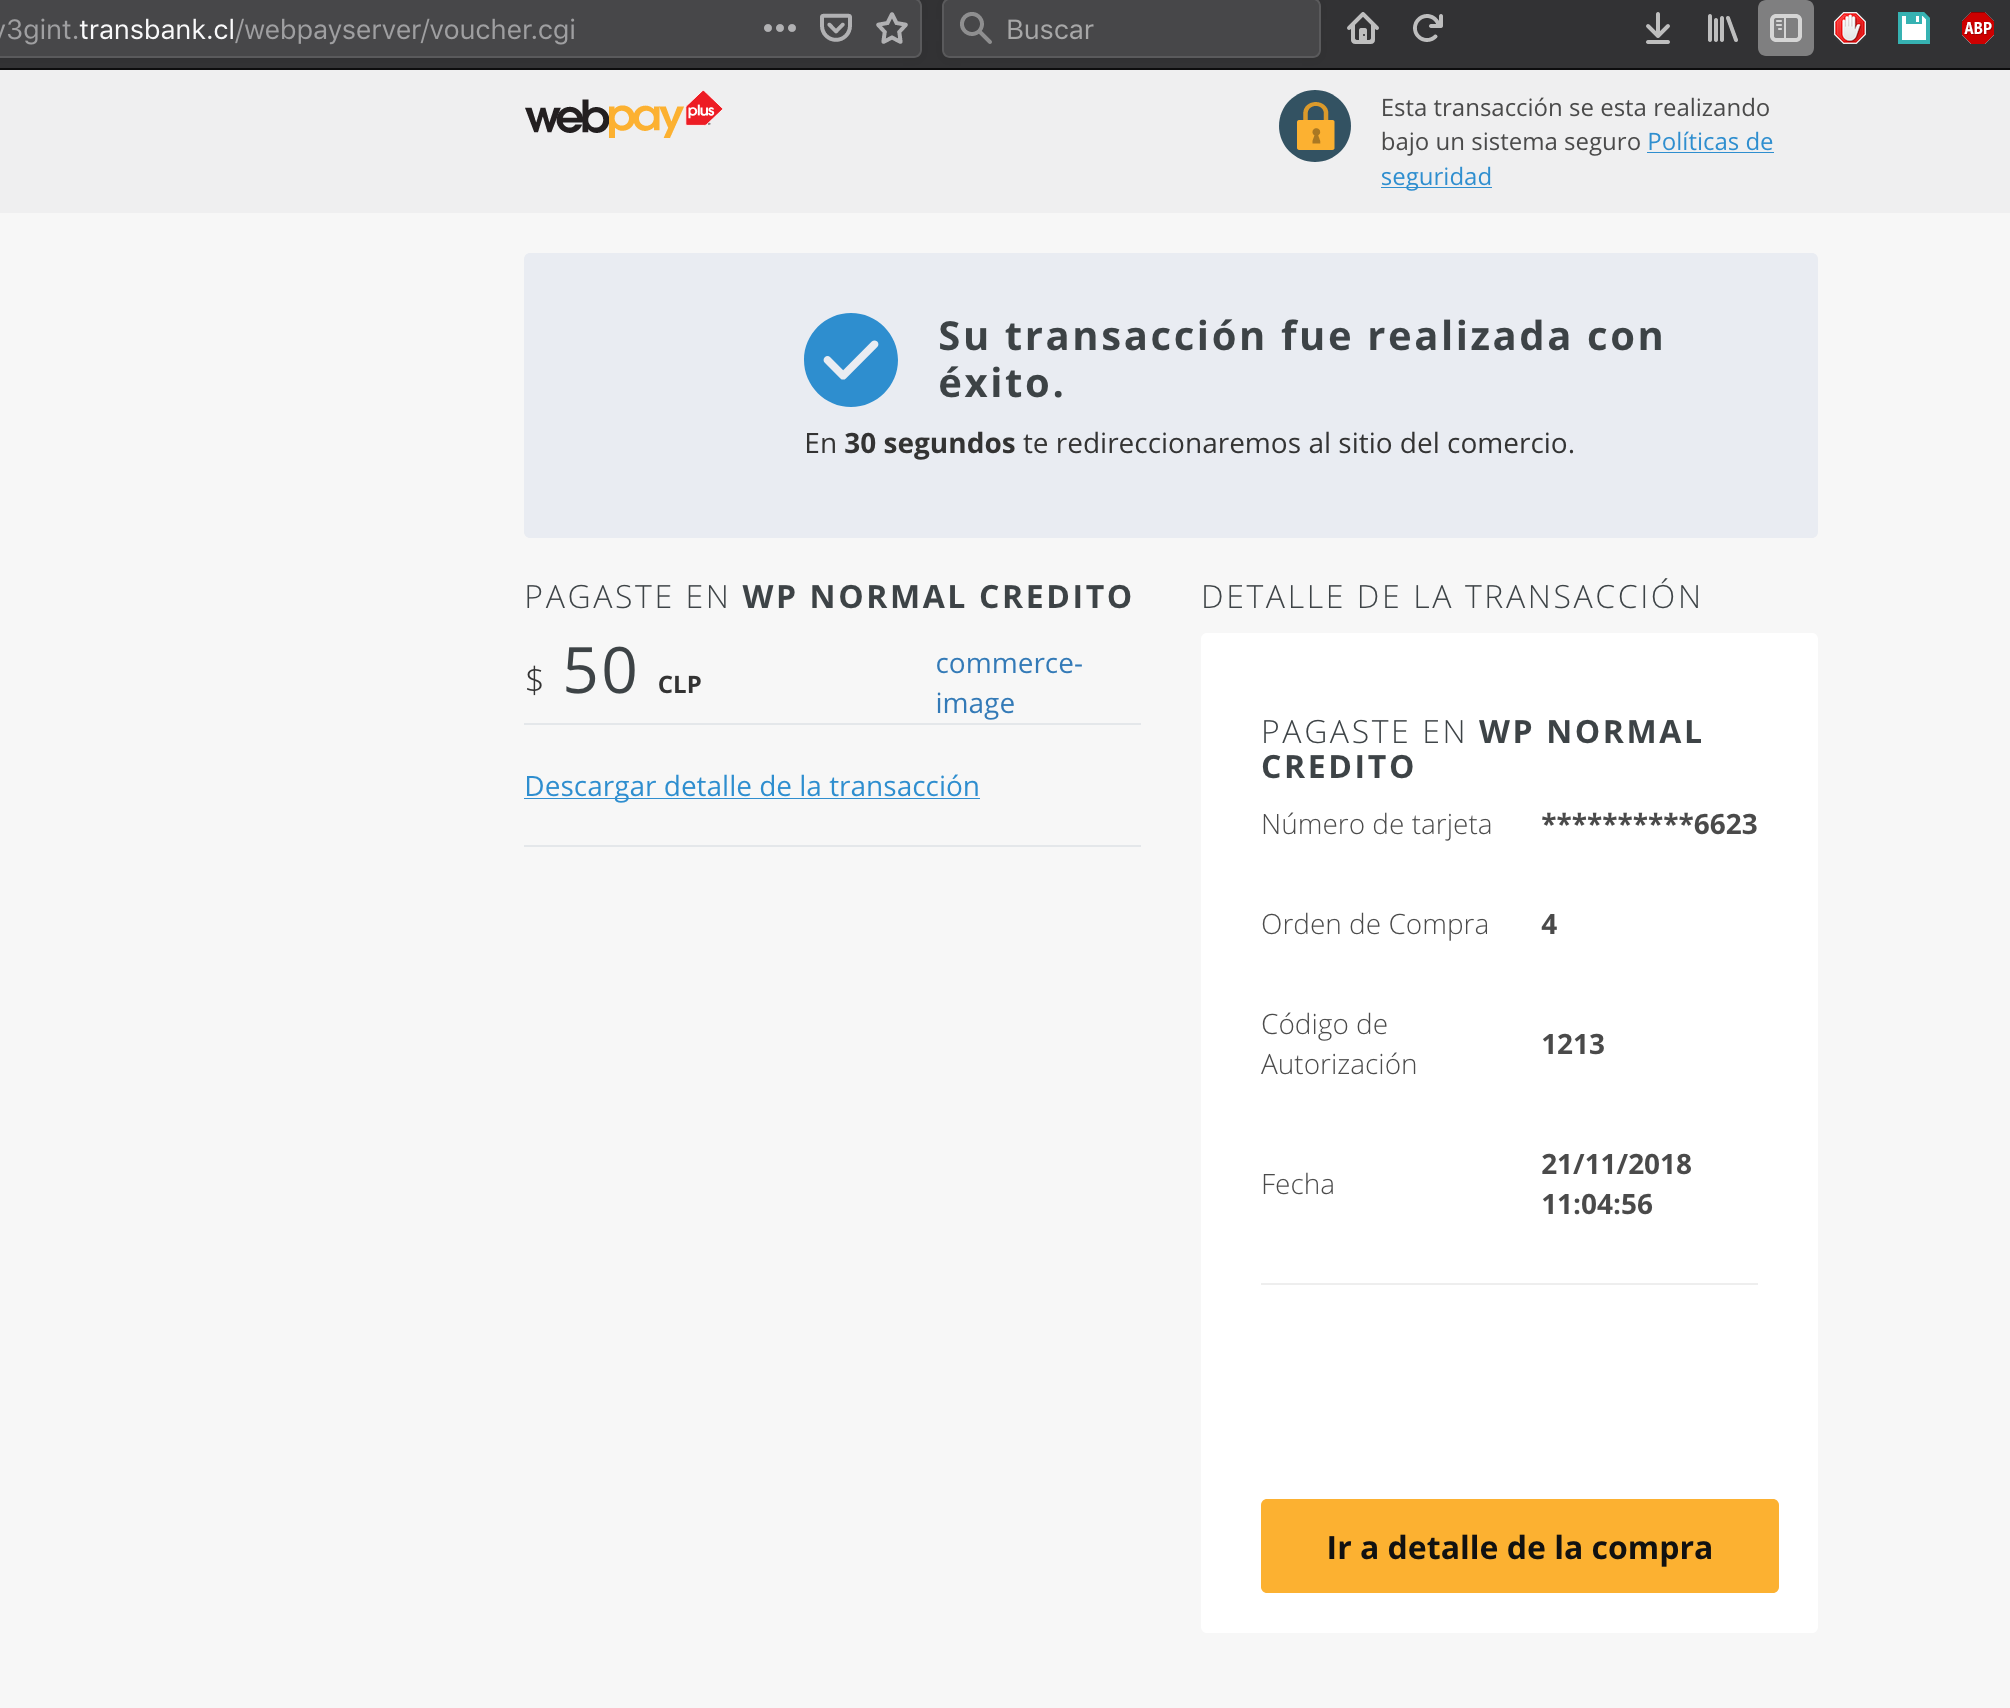 v3gint.transbank.cl/webpayserver/voucher.cgi
Buscar
ABP
webpay plus
Esta transacción se esta realizando
bajo un sistema seguro Políticas de
seguridad
Su transacción fue realizada con
éxito.
En 30 segundos te redireccionaremos al sitio del comercio.
PAGASTE EN WP NORMAL CREDITO
$ 50 CLP
commerce-
image
Descargar detalle de la transacción
DETALLE DE LA TRANSACCIÓN
PAGASTE EN WP NORMAL
CREDITO
Número de tarjeta **********6623
Orden de Compra 4
Código de
Autorización
1213
Fecha
21/11/2018
11:04:56
Ir a detalle de la compra